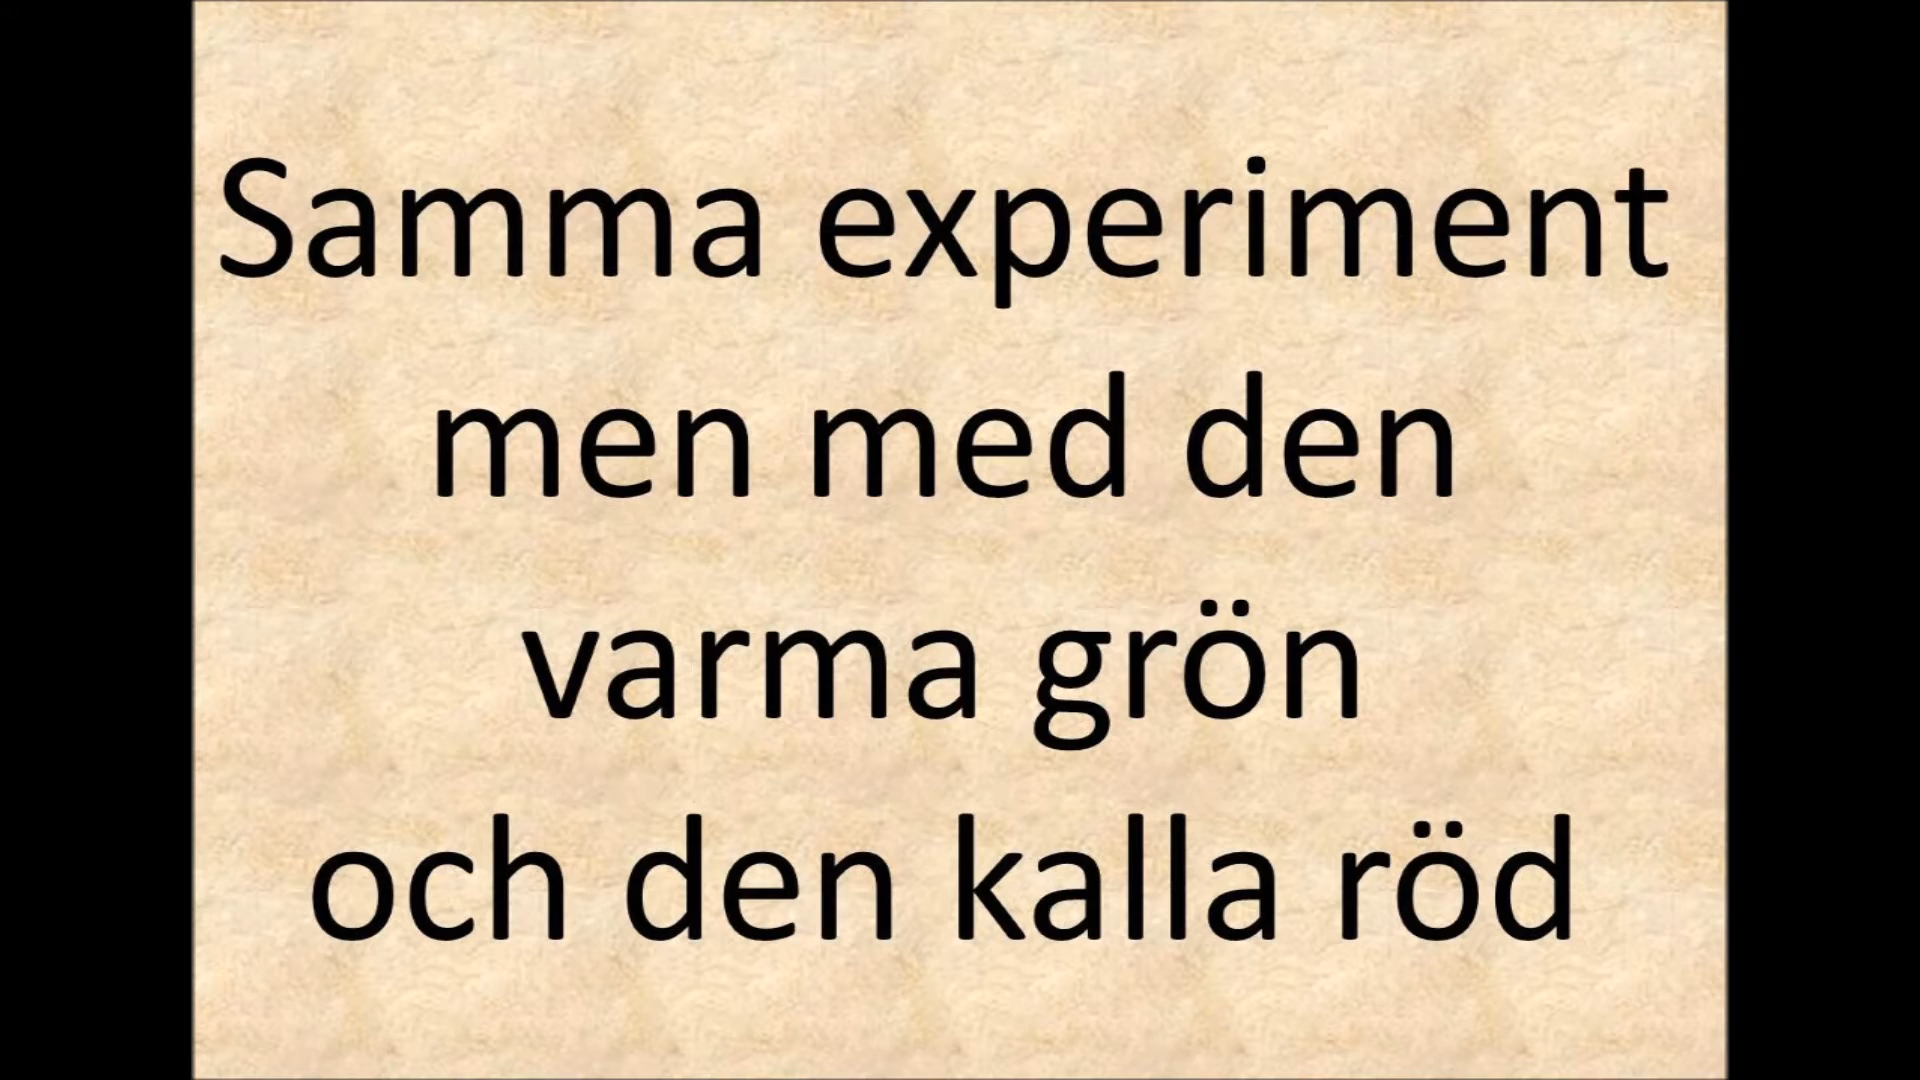 Samma experiment
men med den
varma grön
och den kalla röd